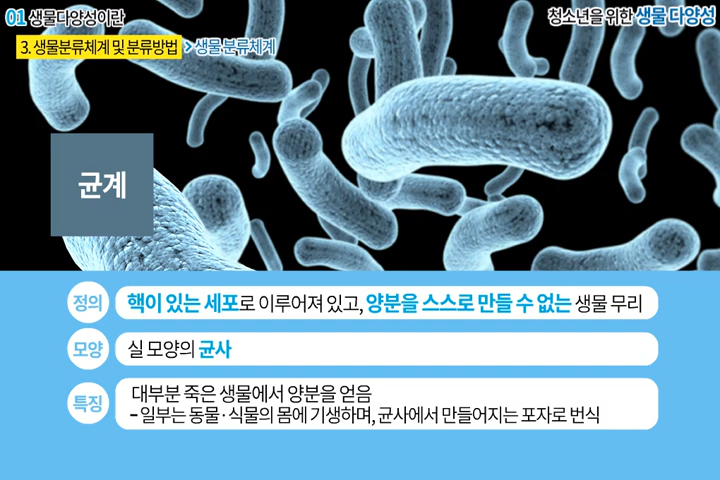 01 생물다양성이란
청소년을 위한 생물 다양성
3. 생물분류체계 및 분류방법 > 생물 분류체계
균계
정의 핵이 있는 세포로 이루어져 있고, 양분을 스스로 만들 수 없는 생물 무리
모양 실 모양의 균사
특징 대부분 죽은 생물에서 양분을 얻음
- 일부는 동물·식물의 몸에 기생하며, 균사에서 만들어지는 포자로 번식